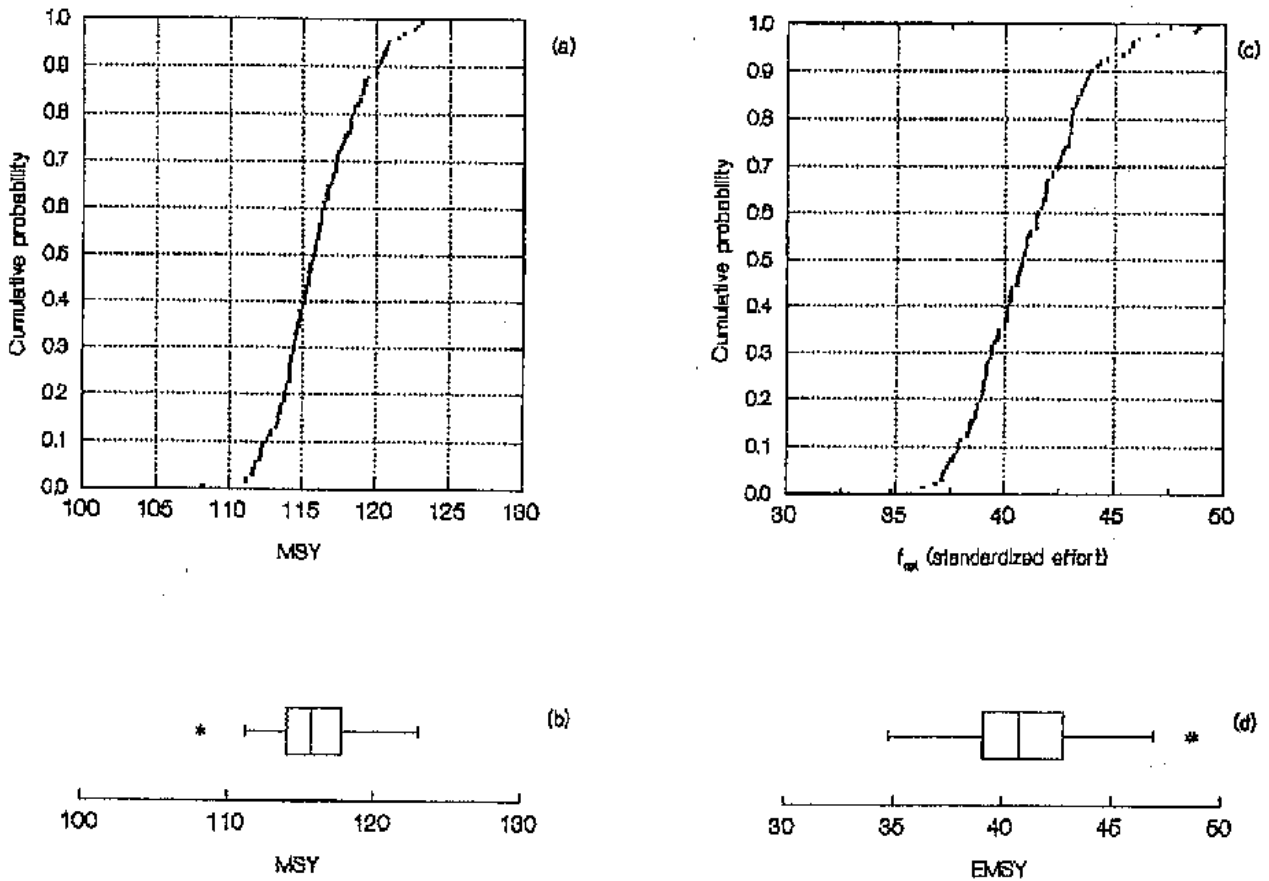 (a)
Cumulative probability
1.0
0.9
0.8
0.7
0.6
0.5
0.4
0.3
0.2
0.1
0.0
100 105 110 115 120 125 130
MSY
(c)
Cumulative probability
1.0
0.9
0.8
0.7
0.6
0.5
0.4
0.3
0.2
0.1
0.0
30 35 40 45 50
fopt (standardized effort)
(b)
*
100 110 120 130
MSY
(d)
*
30 35 40 45 50
EMSY